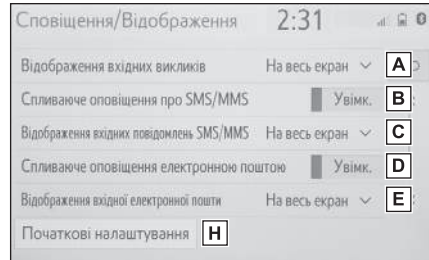 Сповіщення/Відображення 2:31
Відображення вхідних викликів На весь екран A
Спливаюче оповіщення про SMS/MMS Увімк. B
Відображення вхідних повідомлень SMS/MMS На весь екран C
Спливаюче оповіщення електронною поштою Увімк. D
Відображення вхідної електронної пошти На весь екран E
Початкові налаштування H